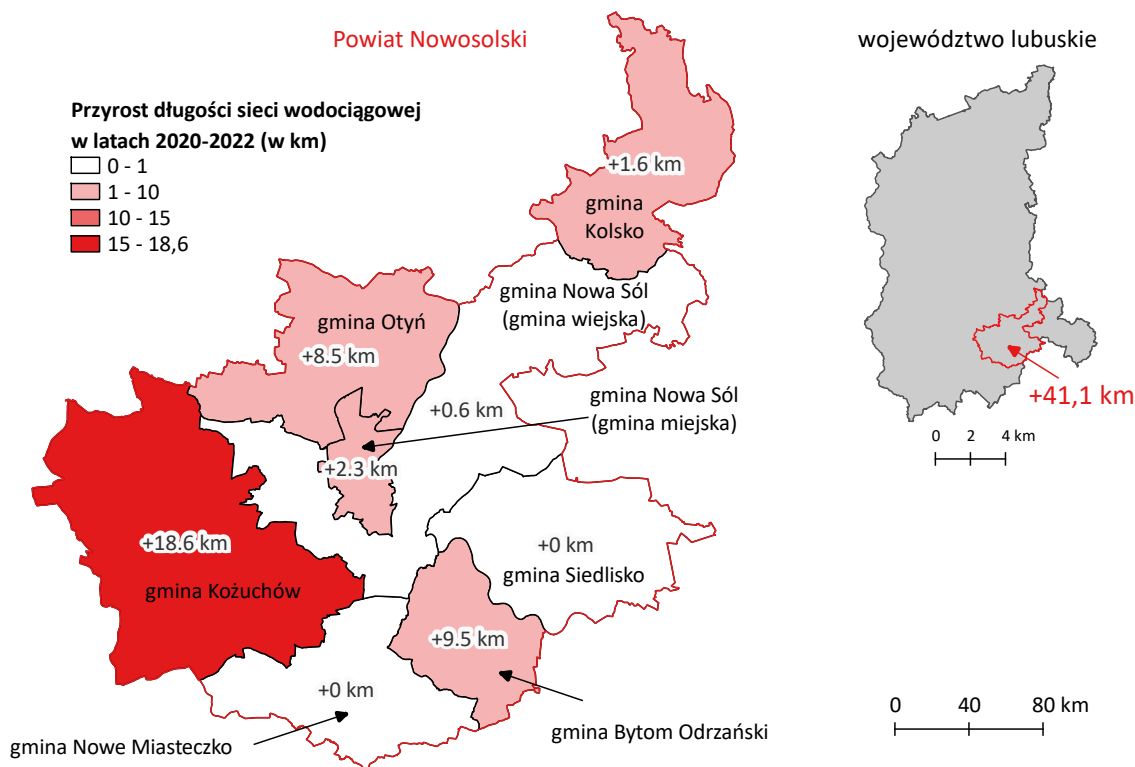 Powiat Nowosolski
województwo lubuskie
Przyrost długości sieci wodociągowej
w latach 2020-2022 (w km)
0 - 1
1 - 10
10 - 15
15 - 18,6
+1.6 km
gmina
Kolsko
gmina Nowa Sól
(gmina wiejska)
gmina Otyń
+8.5 km
+0.6 km
gmina Nowa Sól
(gmina miejska)
+2.3 km
+41,1 km
0 2 4 km
+18.6 km
gmina Kożuchów
+0 km
gmina Siedlisko
+9.5 km
+0 km
gmina Bytom Odrzański
gmina Nowe Miasteczko
0 40 80 km